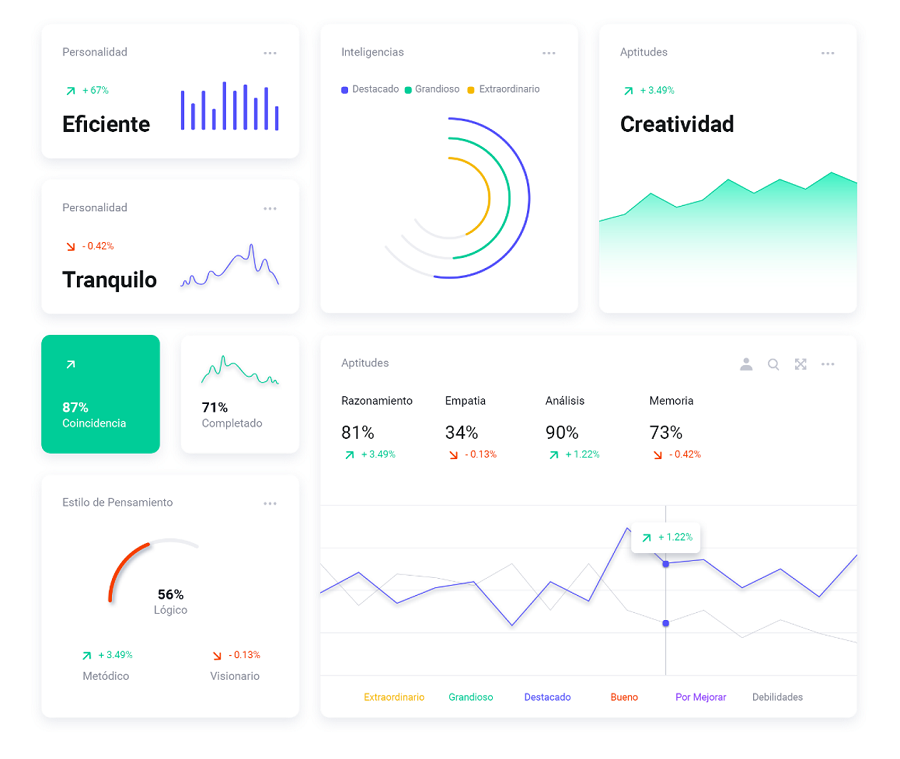 Personalidad
+ 67%
Eficiente
Personalidad
- 0.42%
Tranquilo
Inteligencias
Destacado Grandioso Extraordinario
Aptitudes
+ 3.49%
Creatividad
87%
Coincidencia
71%
Completado
Estilo de Pensamiento
56%
Lógico
+ 3.49% - 0.13%
Metódico Visionario
Aptitudes
Razonamiento Empatia Análisis Memoria
81% 34% 90% 73%
+ 3.49% - 0.13% + 1.22% - 0.42%
+ 1.22%
Extraordinario Grandioso Destacado Bueno Por Mejorar Debilidades